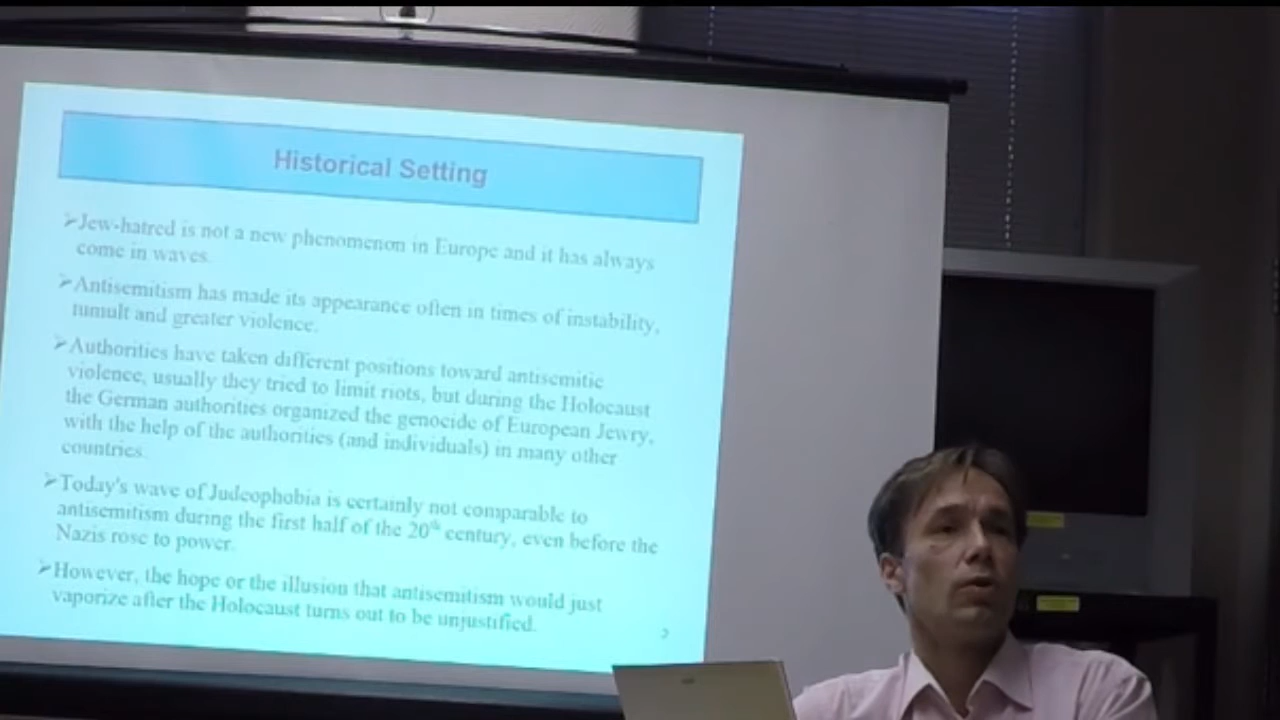 Historical Setting
➢Jew-hatred is not a new phenomenon in Europe and it has always
come in waves.
➢Antisemitism has made its appearance often in times of instability,
tumult and greater violence.
➢Authorities have taken different positions toward antisemitic
violence, usually they tried to limit riots, but during the Holocaust
the German authorities organized the genocide of European Jewry,
with the help of the authorities (and individuals) in many other
countries.
➢Today's wave of Judeophobia is certainly not comparable to
antisemitism during the first half of the 20th century, even before the
Nazis rose to power.
➢However, the hope or the illusion that antisemitism would just
vaporize after the Holocaust turns out to be unjustified.
2